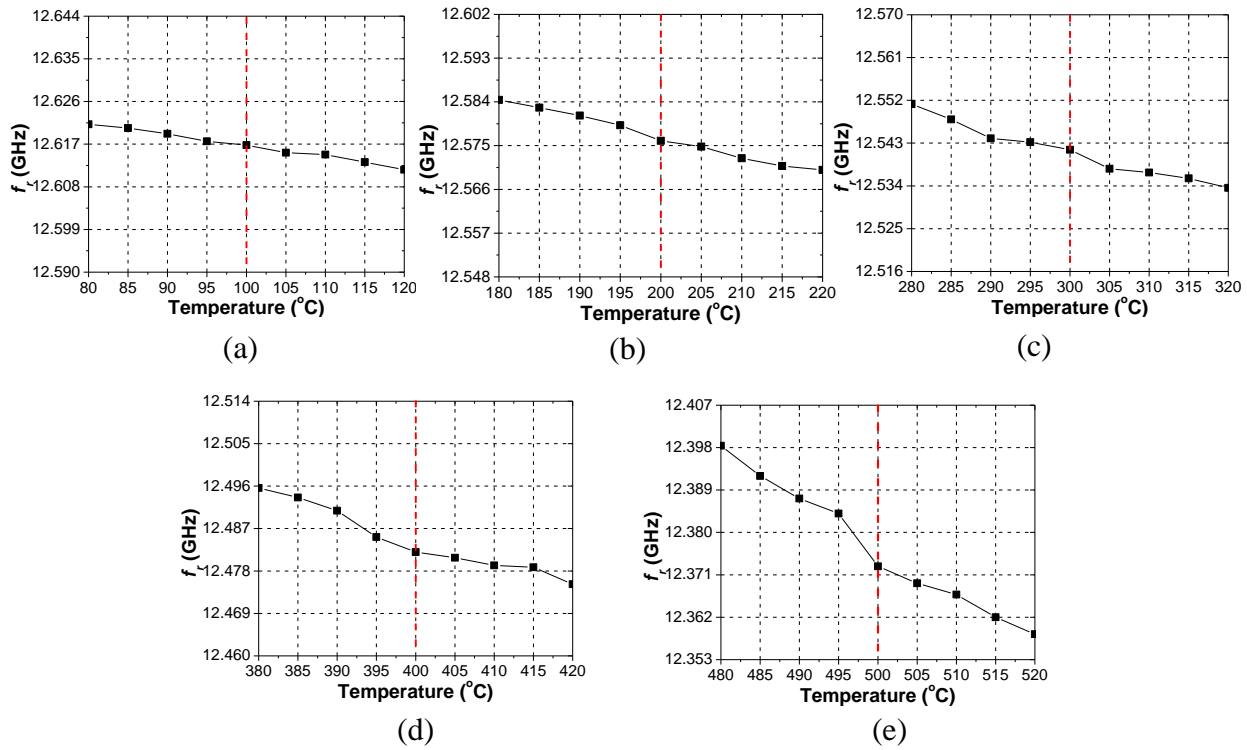 12.644
12.635
12.626
12.617
12.608
12.599
12.590
f_r (GHz)
80 85 90 95 100 105 110 115 120
Temperature (°C)
(a)
12.602
12.593
12.584
12.575
12.566
12.557
12.548
f_r (GHz)
180 185 190 195 200 205 210 215 220
Temperature (°C)
(b)
12.570
12.561
12.552
12.543
12.534
12.525
12.516
f_r (GHz)
280 285 290 295 300 305 310 315 320
Temperature (°C)
(c)
12.514
12.505
12.496
12.487
12.478
12.469
12.460
f_r (GHz)
380 385 390 395 400 405 410 415 420
Temperature (°C)
(d)
12.407
12.398
12.389
12.380
12.371
12.362
12.353
f_r (GHz)
480 485 490 495 500 505 510 515 520
Temperature (°C)
(e)